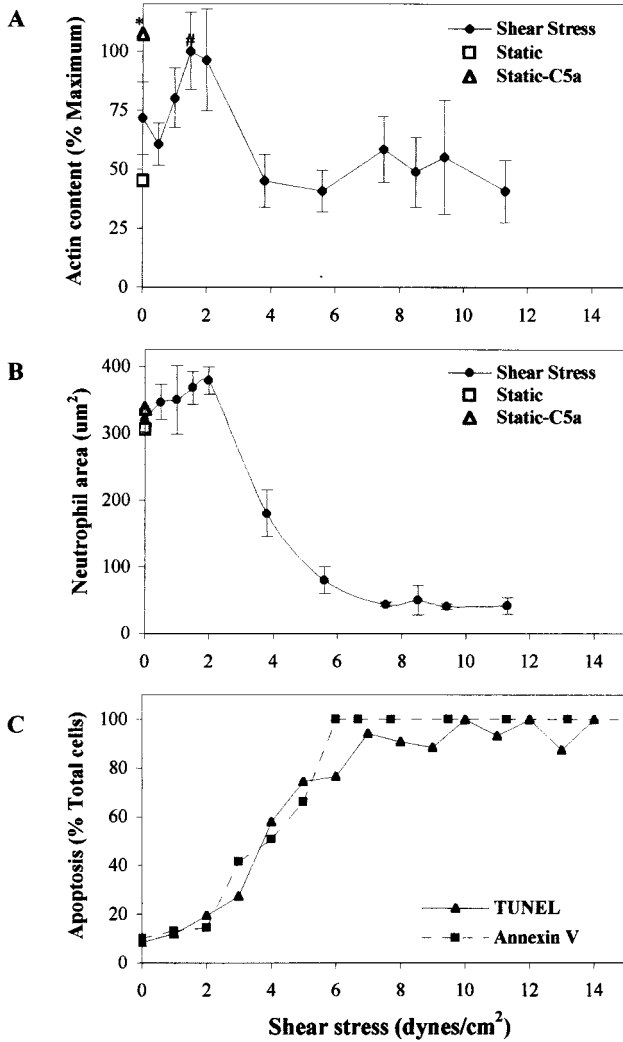 A
Actin content (% Maximum)
100
75
50
25
0
*
#
Shear Stress
Static
Static-C5a
0 2 4 6 8 10 12 14
B
Neutrophil area (um²)
400
300
200
100
0
Shear Stress
Static
Static-C5a
0 2 4 6 8 10 12 14
C
Apoptosis (% Total cells)
100
80
60
40
20
0
TUNEL
Annexin V
0 2 4 6 8 10 12 14
Shear stress (dynes/cm²)